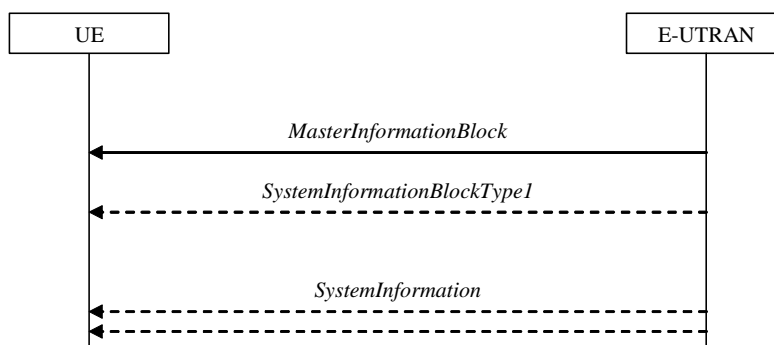 UE
E-UTRAN
MasterInformationBlock
SystemInformationBlockType1
SystemInformation